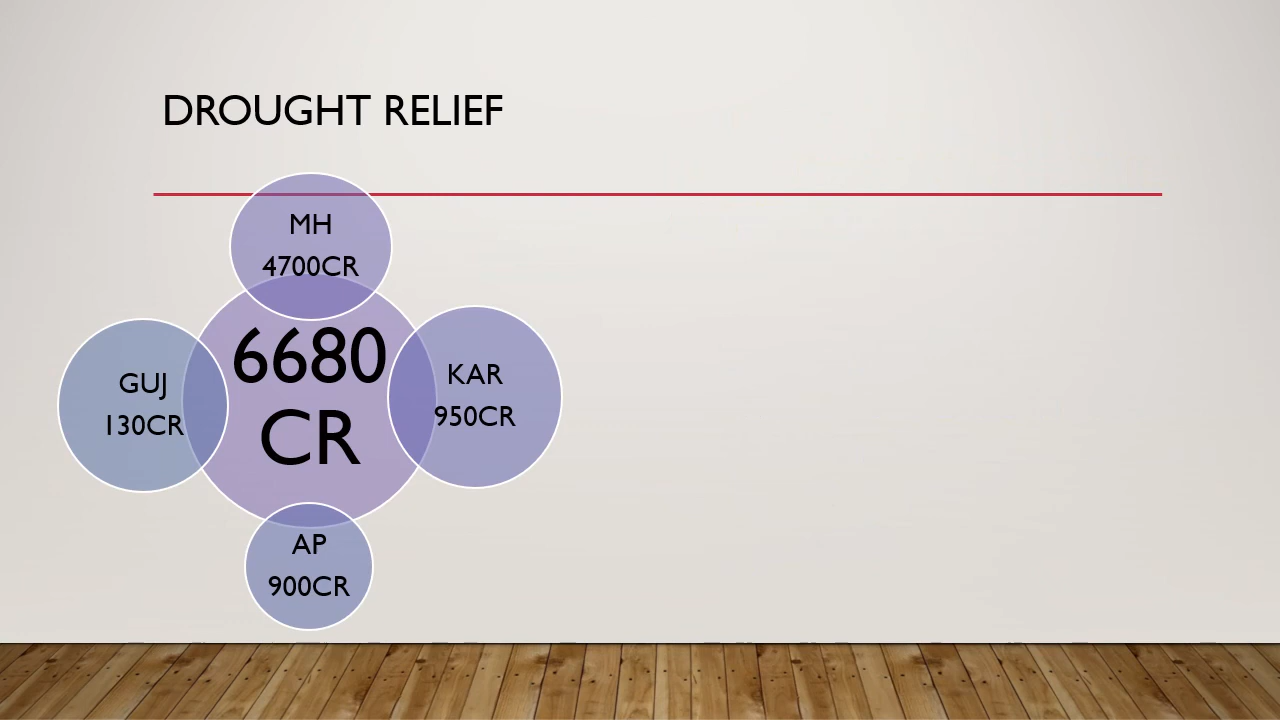 DROUGHT RELIEF
MH
4700CR
6680
CR
GUJ
130CR
KAR
950CR
AP
900CR